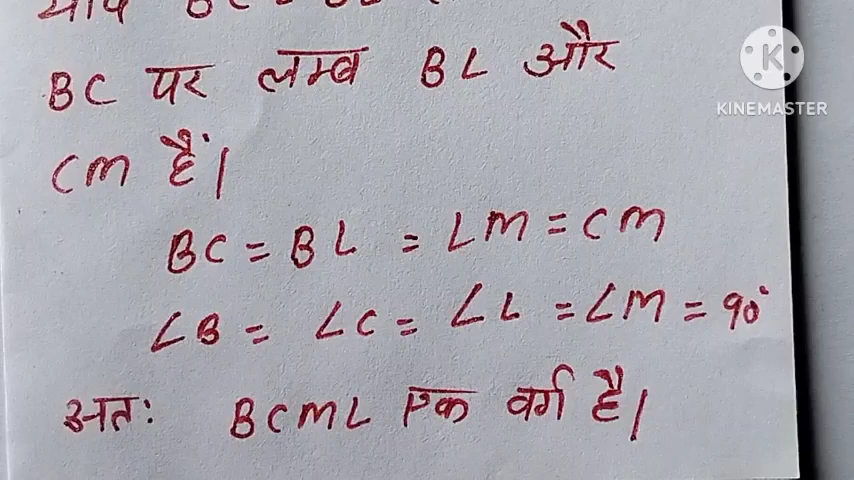 BC पर लम्ब BL और
CM हैं।
BC = BL = LM = CM
∠B = ∠C = ∠L = ∠M = 90°
अतः BCML एक वर्ग है।
K
KINEMASTER